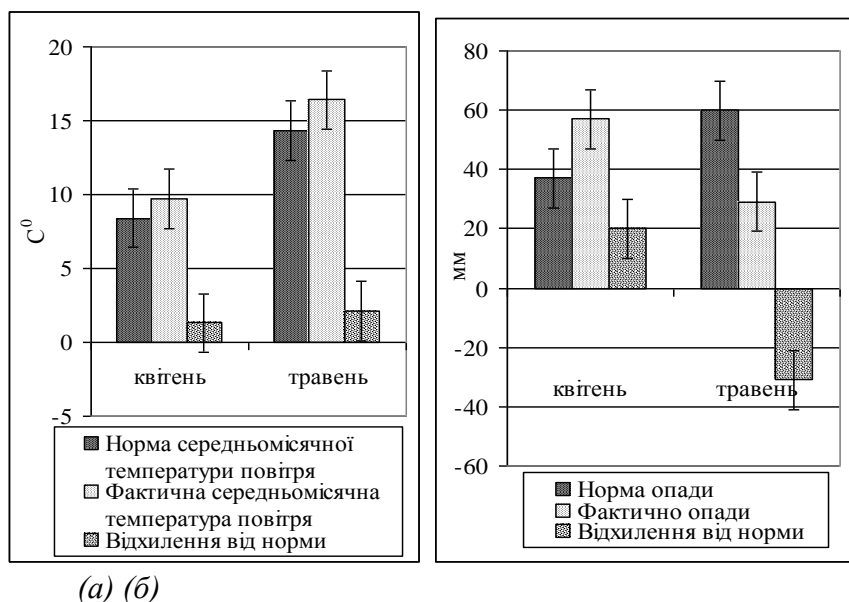 20
15
10
5
0
-5
C⁰
квітень
травень
Норма середньомісячної
температури повітря
Фактична середньомісячна
температура повітря
Відхилення від норми
80
60
40
20
0
-20
-40
-60
мм
квітень
травень
Норма опади
Фактично опади
Відхилення від норми
(а) (б)